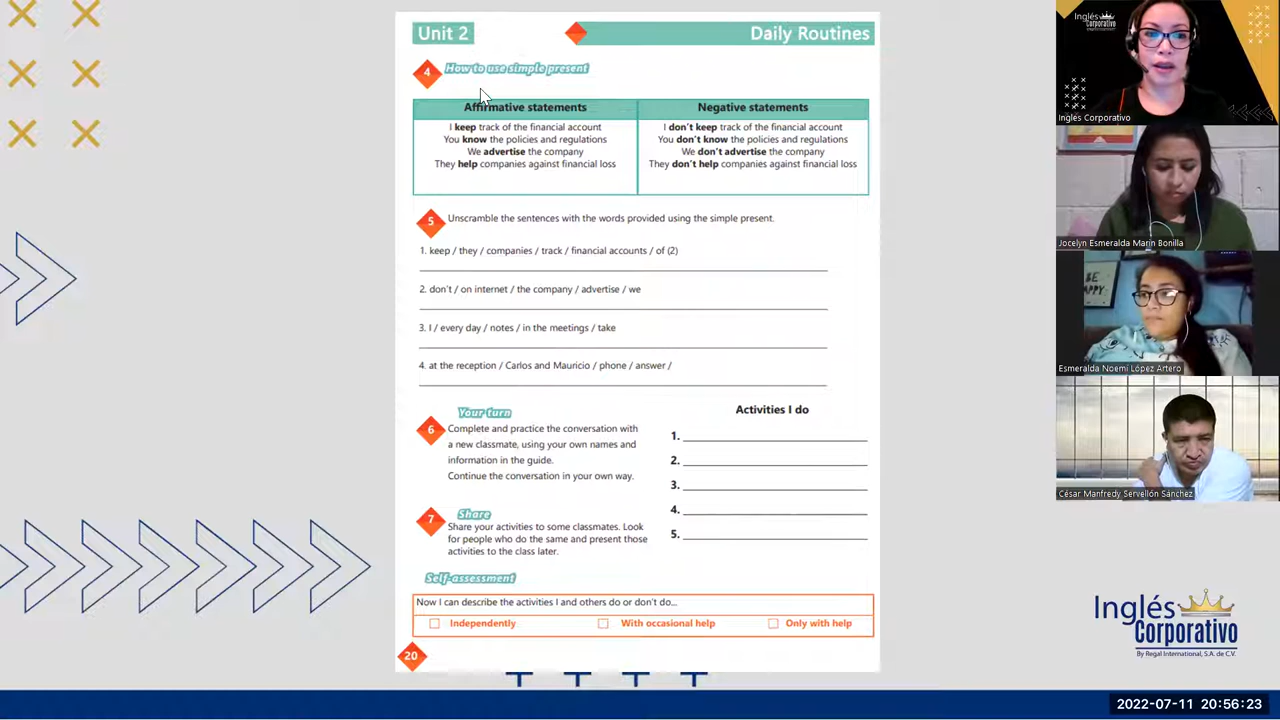 Unit 2
Daily Routines
4
How to use simple present
Affirmative statements
I keep track of the financial account
You know the policies and regulations
We advertise the company
They help companies against financial loss
Negative statements
I don't keep track of the financial account
You don't know the policies and regulations
We don't advertise the company
They don't help companies against financial loss
5
Unscramble the sentences with the words provided using the simple present.
1. keep / they / companies / track / financial accounts / of (2)
2. don't / on internet / the company / advertise / we
3. I / every day / notes / in the meetings / take
4. at the reception / Carlos and Mauricio / phone / answer /
6
Your turn
Complete and practice the conversation with
a new classmate, using your own names and
information in the guide.
Continue the conversation in your own way.
Activities I do
1.
2.
3.
4.
5.
7
Share
Share your activities to some classmates. Look
for people who do the same and present those
activities to the class later.
Self-assessment
Now I can describe the activities I and others do or don't do...
Independently
With occasional help
Only with help
20
Inglés
Corporativo
Inglés Corporativo
Jocelyn Esmeralda Marin Bonilla
BE
HAPPY
Esmeralda Noemí López Artero
César Manfredy Servellón Sánchez
Inglés
Corporativo
By Regal International, S.A. de C.V.
2022-07-11 20:56:23